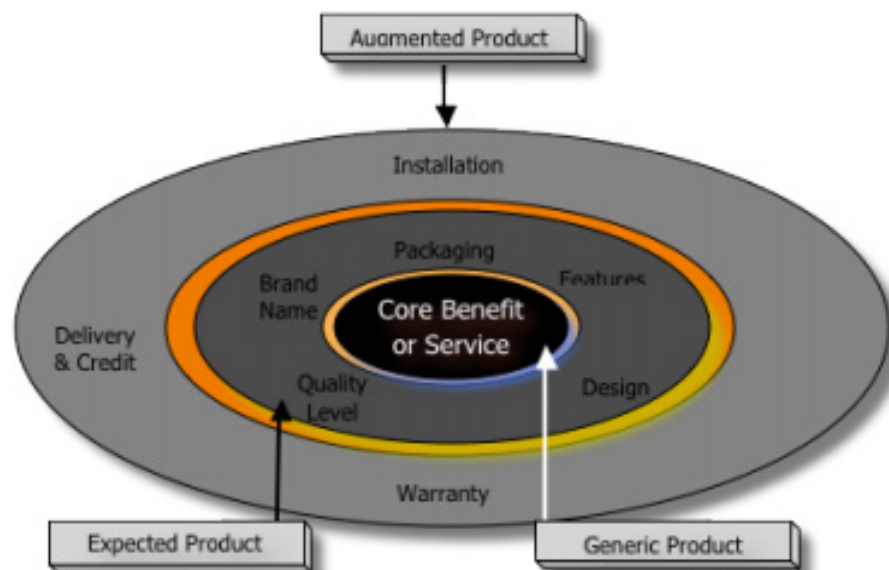 Augmented Product
Installation
Packaging
Features
Brand
Name
Core Benefit
or Service
Delivery
& Credit
Quality
Level
Design
Warranty
Expected Product
Generic Product